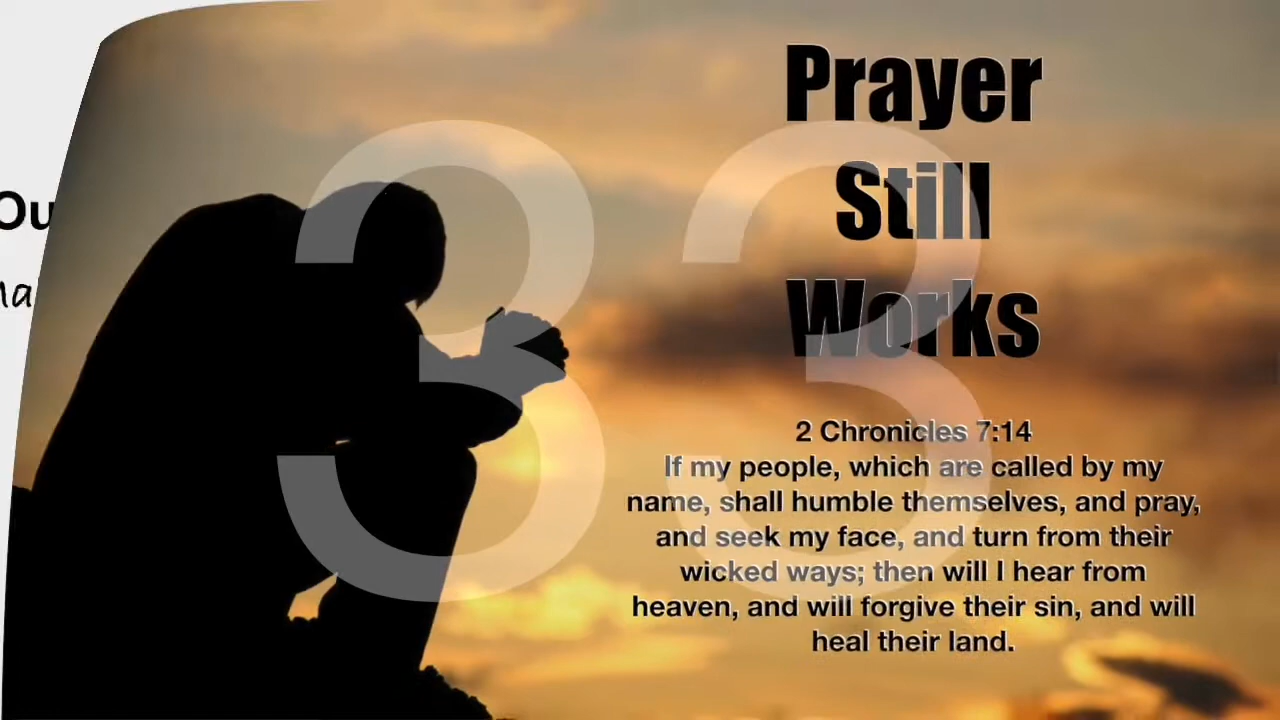 Prayer
Still
Works
33
2 Chronicles 7:14
If my people, which are called by my
name, shall humble themselves, and pray,
and seek my face, and turn from their
wicked ways; then will I hear from
heaven, and will forgive their sin, and will
heal their land.